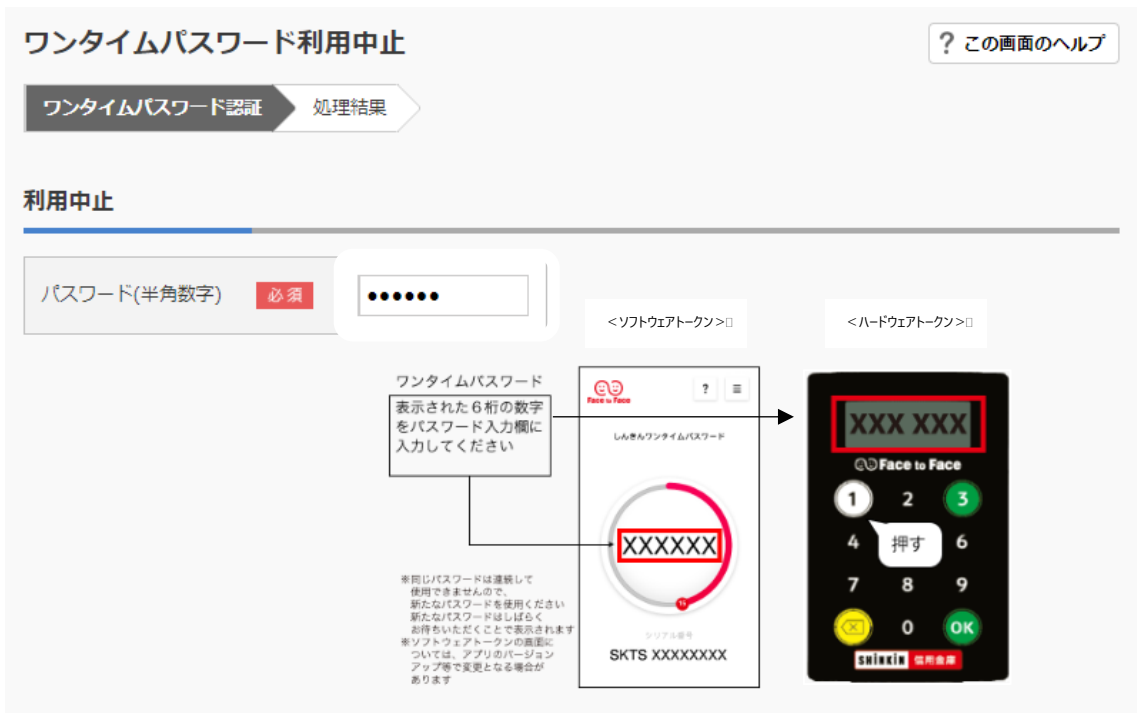 ワンタイムパスワード利用中止
? この画面のヘルプ
ワンタイムパスワード認証
処理結果
利用中止
パスワード(半角数字)
必須
••••••
<ソフトウェアトークン>
<ハードウェアトークン>
ワンタイムパスワード
表示された6桁の数字
をパスワード入力欄に
入力してください
※同じパスワードは連続して
使用できませんので、
新たなパスワードを使用ください
新たなパスワードはしばらく
お待ちいただくことで表示されます
※ソフトウェアトークンの画面に
ついては、アプリのバージョン
アップ等で変更となる場合が
あります
Face to Face
? ≡
しんきんワンタイムパスワード
XXXXXX
シリアル番号
SKTS XXXXXXXX
XXX XXX
Face to Face
1 2 3
4 押す 6
7 8 9
0 OK
SHINKIN 信用金庫